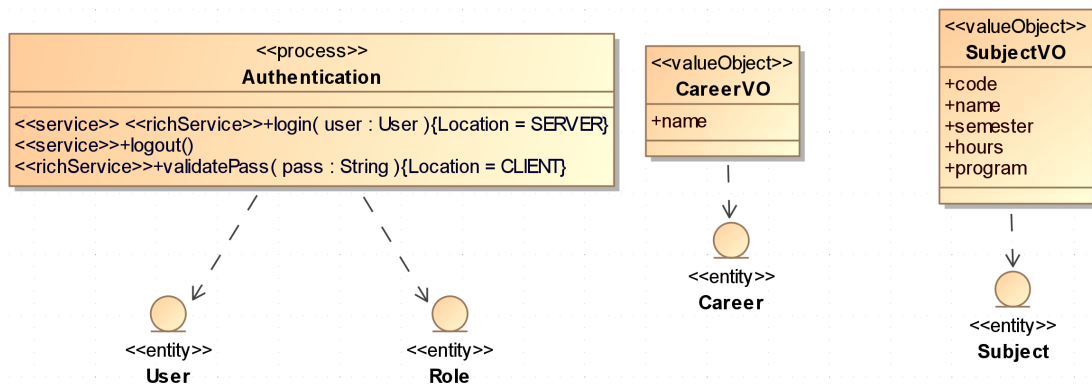 <<process>>
Authentication
<<service>> <<richService>>+login( user : User ){Location = SERVER}
<<service>>+logout()
<<richService>>+validatePass( pass : String ){Location = CLIENT}
<<entity>>
User
<<entity>>
Role
<<valueObject>>
CareerVO
+name
<<entity>>
Career
<<valueObject>>
SubjectVO
+code
+name
+semester
+hours
+program
<<entity>>
Subject